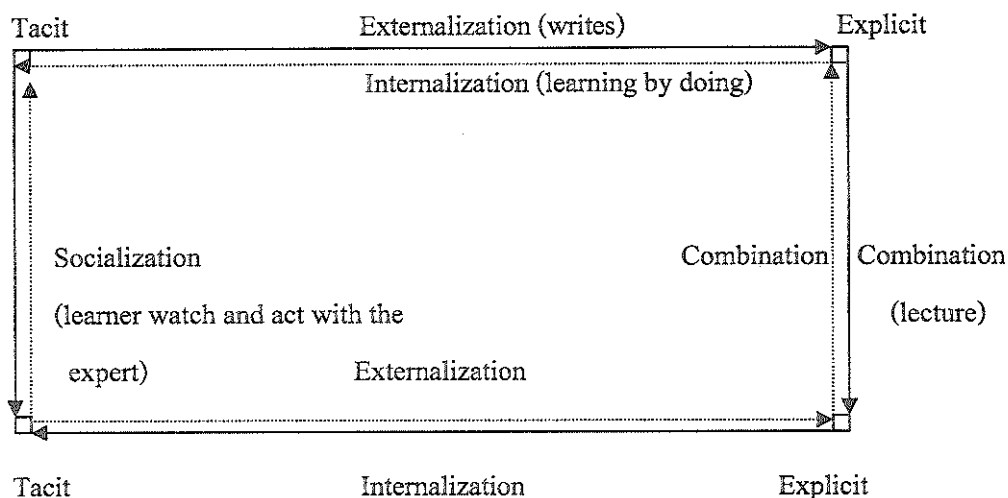 Tacit Externalization (writes) Explicit
Internalization (learning by doing)
Socialization Combination Combination
(learner watch and act with the (lecture)
expert) Externalization
Tacit Internalization Explicit